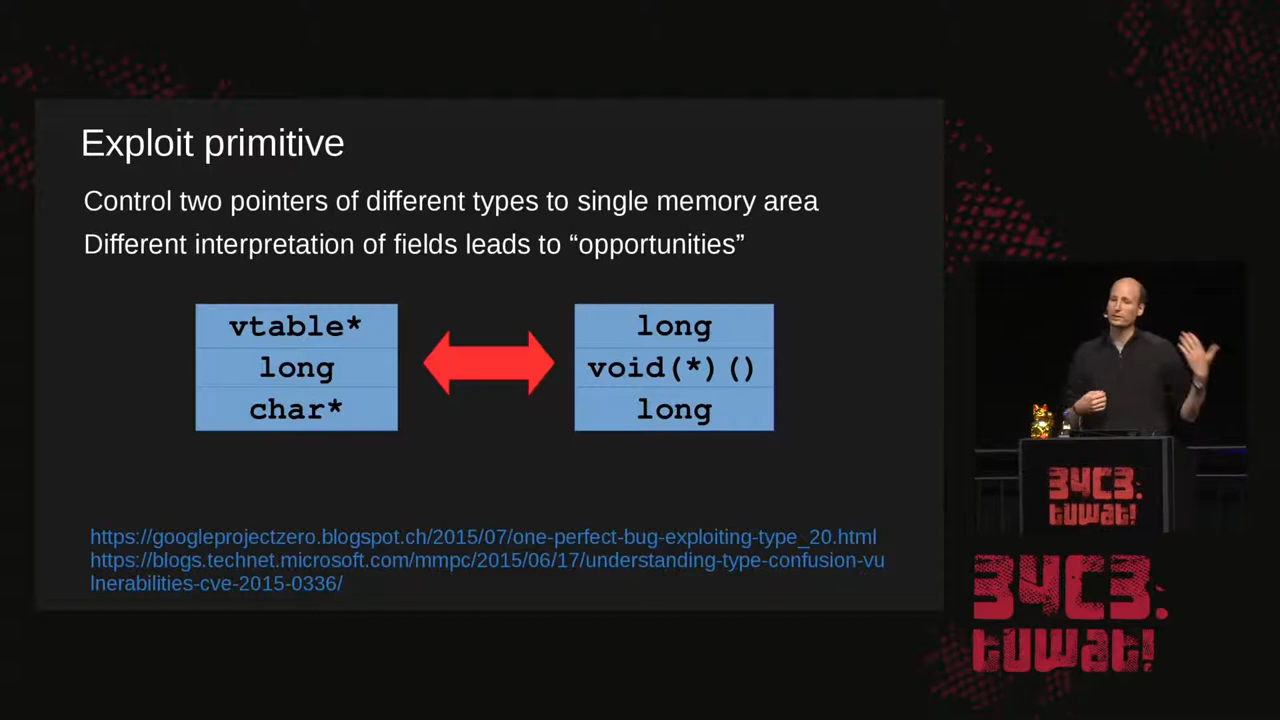 Exploit primitive
Control two pointers of different types to single memory area
Different interpretation of fields leads to “opportunities”
vtable*
long
char*
long
void(*)()
long
https://googleprojectzero.blogspot.ch/2015/07/one-perfect-bug-exploiting-type_20.html
https://blogs.technet.microsoft.com/mmpc/2015/06/17/understanding-type-confusion-vu
lnerabilities-cve-2015-0336/
34C3.
tuwat!
34C3.
tuwat!